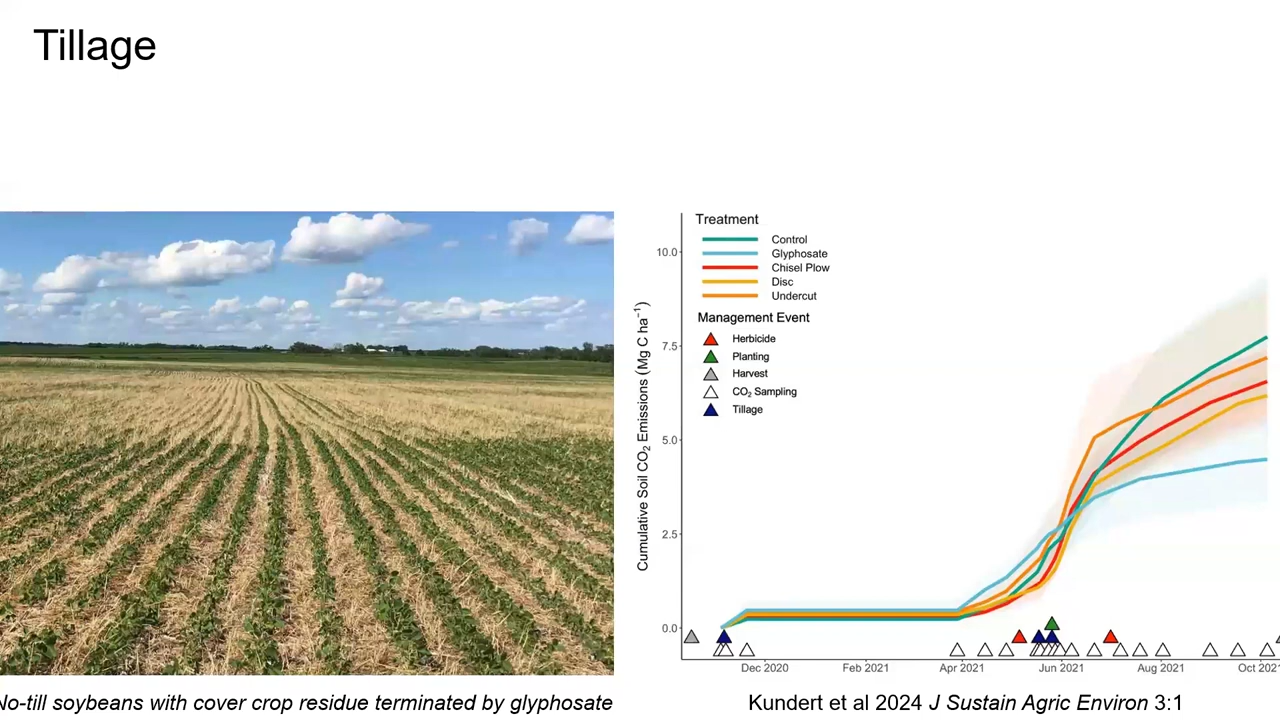 Tillage
Treatment
Control
Glyphosate
Chisel Plow
Disc
Undercut
Management Event
Herbicide
Planting
Harvest
CO₂ Sampling
Tillage
Cumulative Soil CO₂ Emissions (Mg C ha⁻¹)
10.0
7.5
5.0
2.5
0.0
Dec 2020
Feb 2021
Apr 2021
Jun 2021
Aug 2021
Oct 2021
No-till soybeans with cover crop residue terminated by glyphosate
Kundert et al 2024 J Sustain Agric Environ 3:1